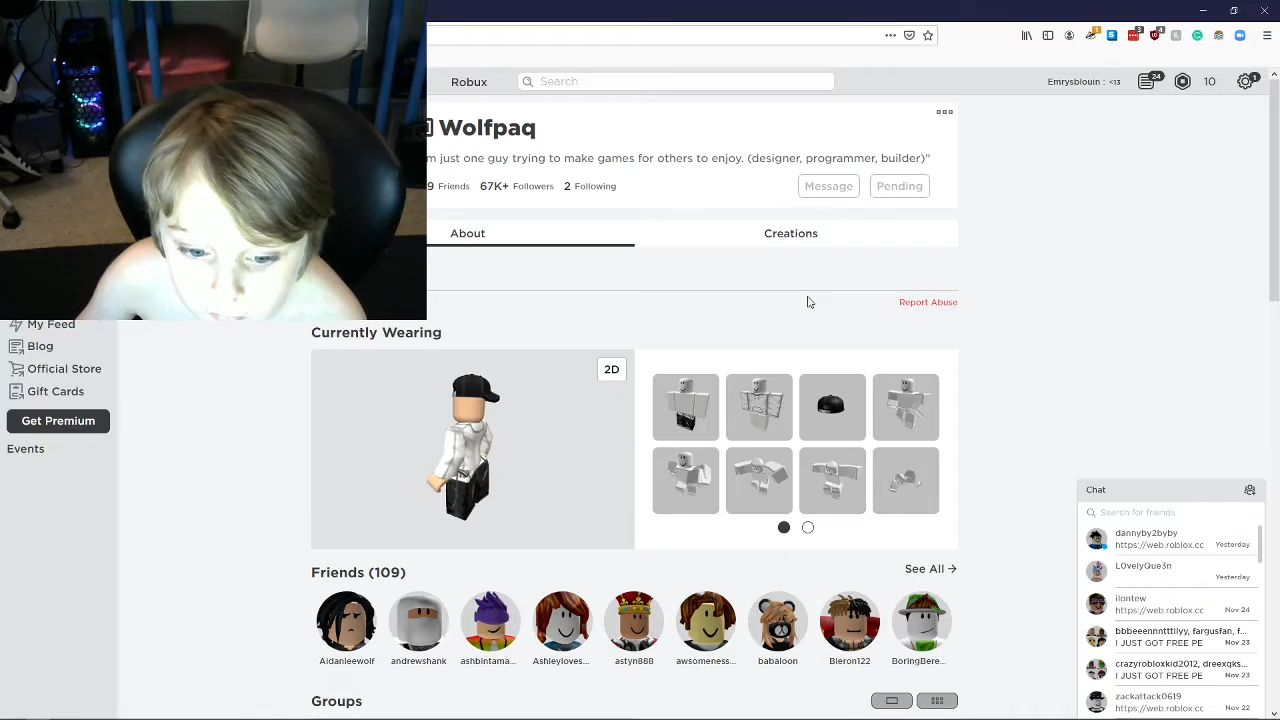 Robux
Search
Emrysblouin : <13
24
10
1
Wolfpaq
m just one guy trying to make games for others to enjoy. (designer, programmer, builder)"
9 Friends 67K+ Followers 2 Following
Message
Pending
About
Creations
Report Abuse
My Feed
Blog
Official Store
Gift Cards
Get Premium
Events
Currently Wearing
2D
Friends (109)
See All →
Aidanleewolf
andrewshank
ashbintama...
Ashleyloves...
astyn888
awsomeness...
babaloon
Bleron122
BoringBere...
Groups
Chat
Search for friends
dannyby2byby
https://web.roblox.cc Yesterday
L0velyQue3n
Yesterday
ilontew
https://web.roblox.cc Nov 24
bbbeeennntttlyy, fargusfan, f...
I JUST GOT FREE PE Nov 23
crazyrobloxkid2012, dreexqks...
I JUST GOT FREE PE Nov 23
zackattack0619
https://web.roblox.cc Nov 22